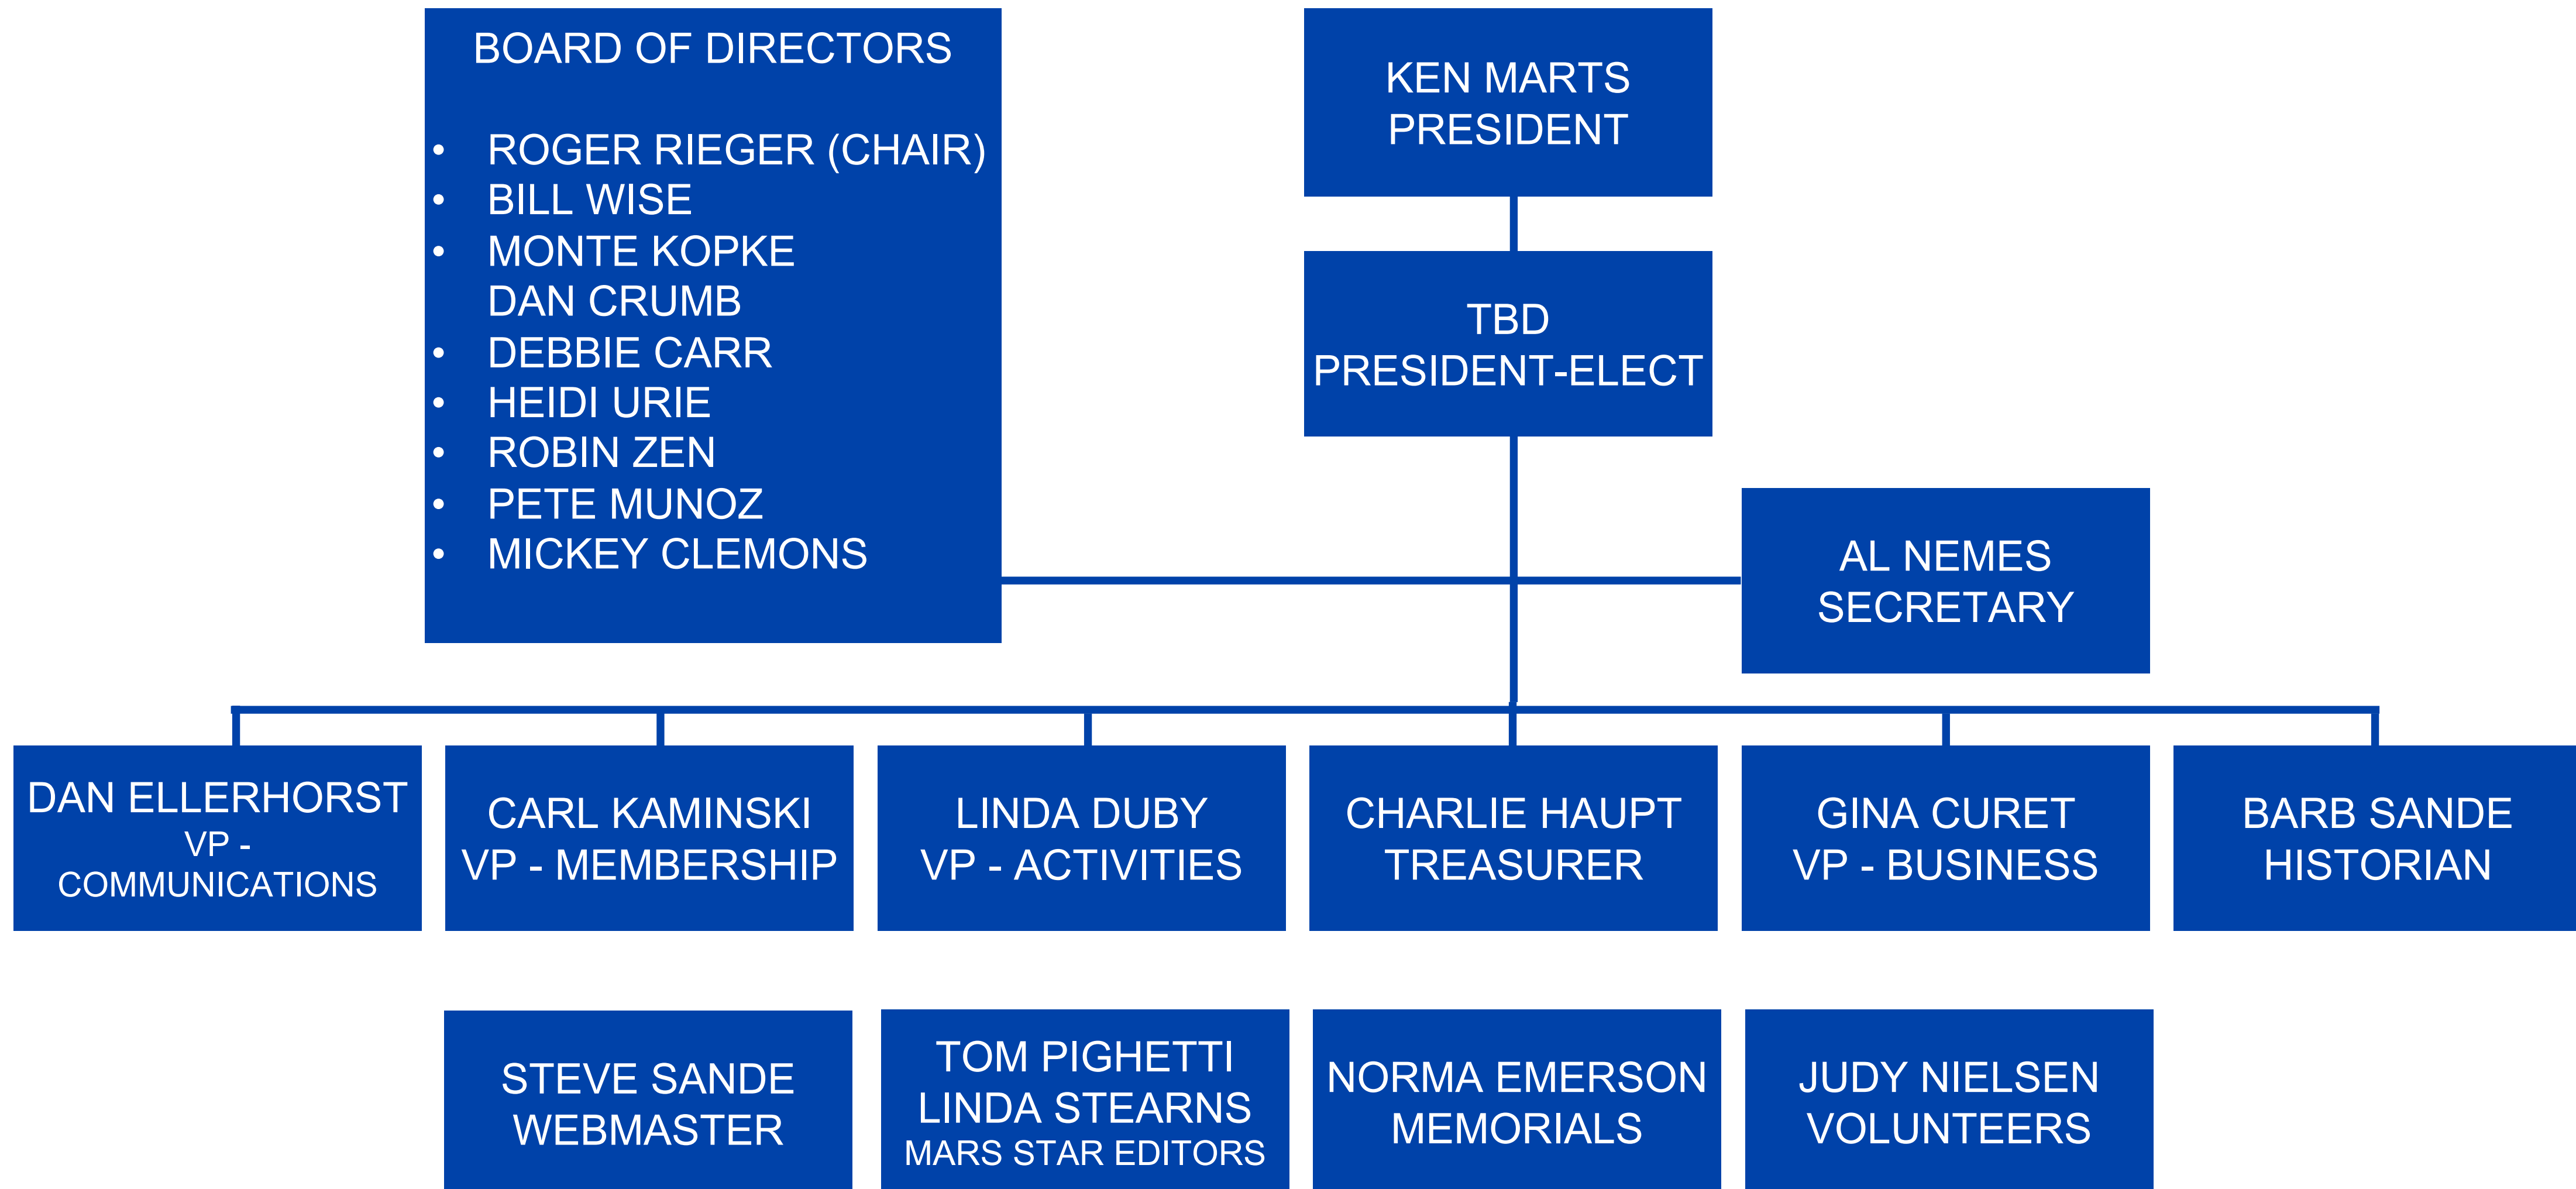 BOARD OF DIRECTORS
• ROGER RIEGER (CHAIR)
• BILL WISE
• MONTE KOPKE
DAN CRUMB
• DEBBIE CARR
• HEIDI URIE
• ROBIN ZEN
• PETE MUNOZ
• MICKEY CLEMONS
KEN MARTS
PRESIDENT
TBD
PRESIDENT-ELECT
AL NEMES
SECRETARY
DAN ELLERHORST
VP -
COMMUNICATIONS
CARL KAMINSKI
VP - MEMBERSHIP
LINDA DUBY
VP - ACTIVITIES
CHARLIE HAUPT
TREASURER
GINA CURET
VP - BUSINESS
BARB SANDE
HISTORIAN
STEVE SANDE
WEBMASTER
TOM PIGHETTI
LINDA STEARNS
MARS STAR EDITORS
NORMA EMERSON
MEMORIALS
JUDY NIELSEN
VOLUNTEERS